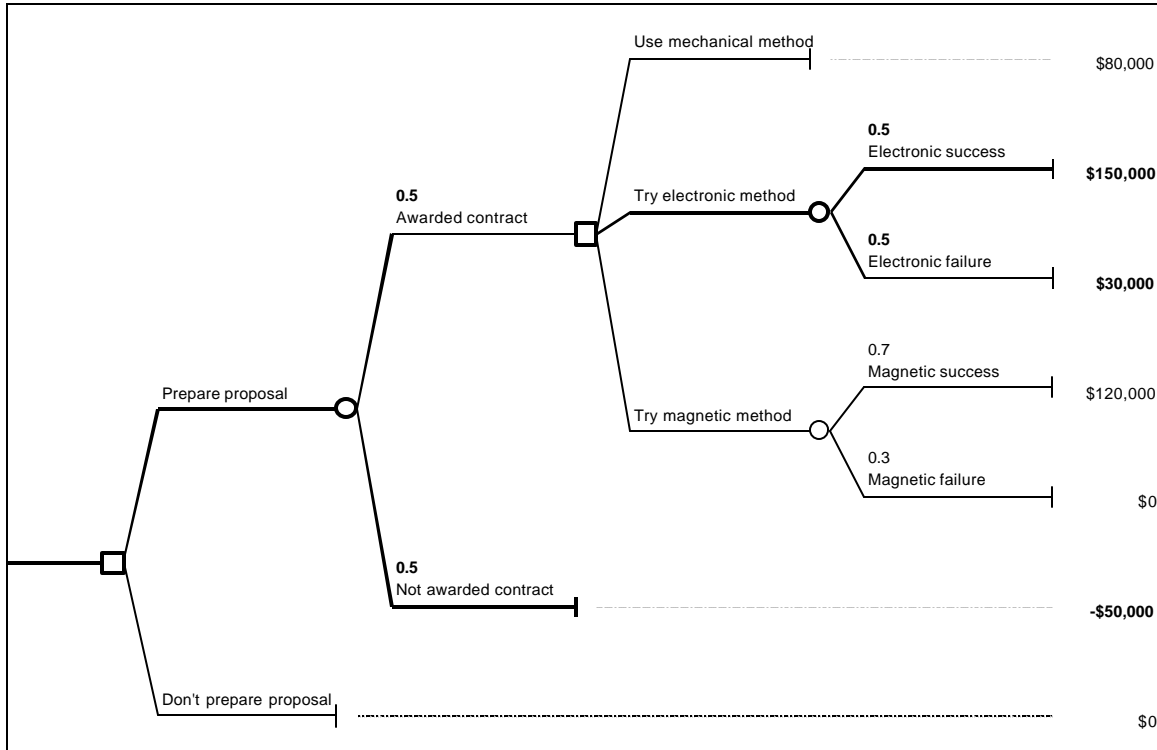 Use mechanical method
$80,000
0.5
Electronic success
$150,000
0.5
Awarded contract
Try electronic method
0.5
Electronic failure
$30,000
0.7
Magnetic success
$120,000
Prepare proposal
Try magnetic method
0.3
Magnetic failure
$0
0.5
Not awarded contract
-$50,000
Don't prepare proposal
$0